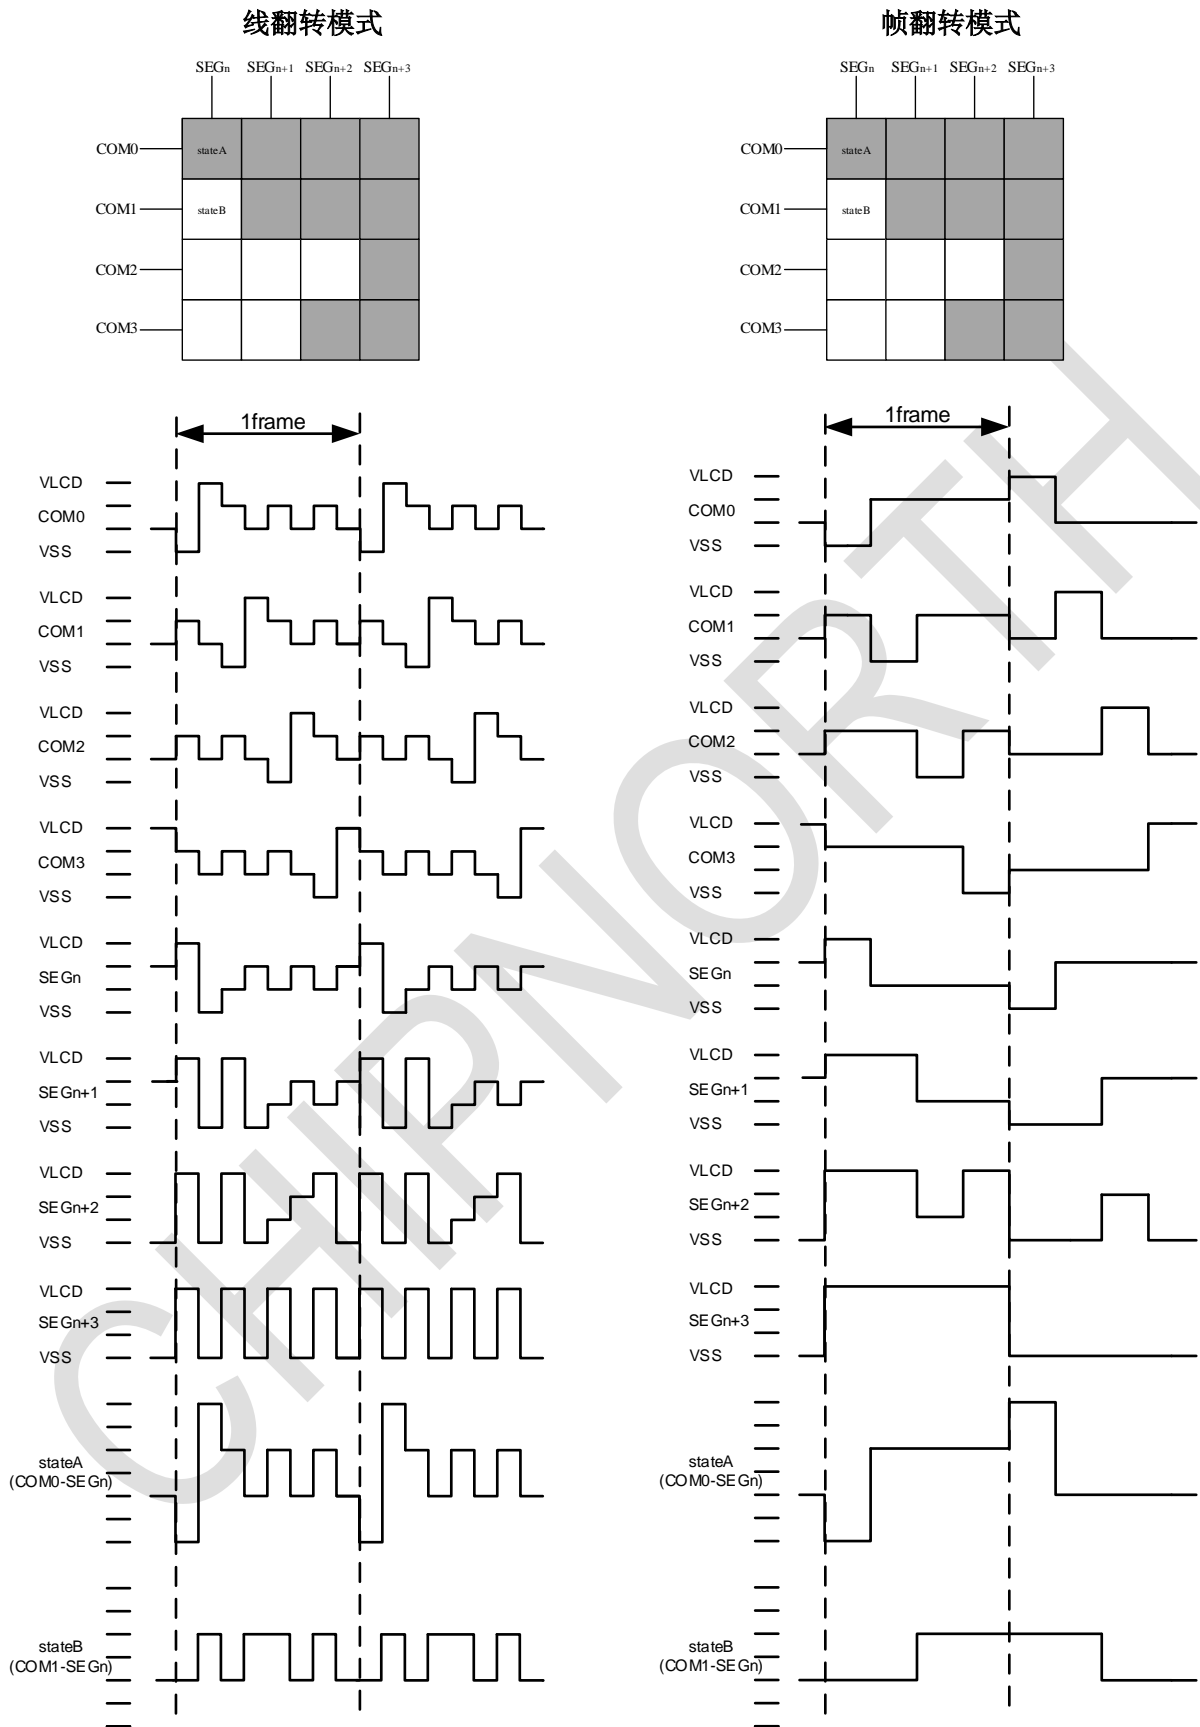 线翻转模式
帧翻转模式
SEGn SEGn+1 SEGn+2 SEGn+3
SEGn SEGn+1 SEGn+2 SEGn+3
COM0 stateA
COM1 stateB
COM2
COM3
COM0 stateA
COM1 stateB
COM2
COM3
1frame
VLCD
COM0
VSS
VLCD
COM1
VSS
VLCD
COM2
VSS
VLCD
COM3
VSS
VLCD
SEGn
VSS
VLCD
SEGn+1
VSS
VLCD
SEGn+2
VSS
VLCD
SEGn+3
VSS
stateA
(COM0-SEGn)
stateB
(COM1-SEGn)
1frame
VLCD
COM0
VSS
VLCD
COM1
VSS
VLCD
COM2
VSS
VLCD
COM3
VSS
VLCD
SEGn
VSS
VLCD
SEGn+1
VSS
VLCD
SEGn+2
VSS
VLCD
SEGn+3
VSS
stateA
(COM0-SEGn)
stateB
(COM1-SEGn)
CHIPNORTH